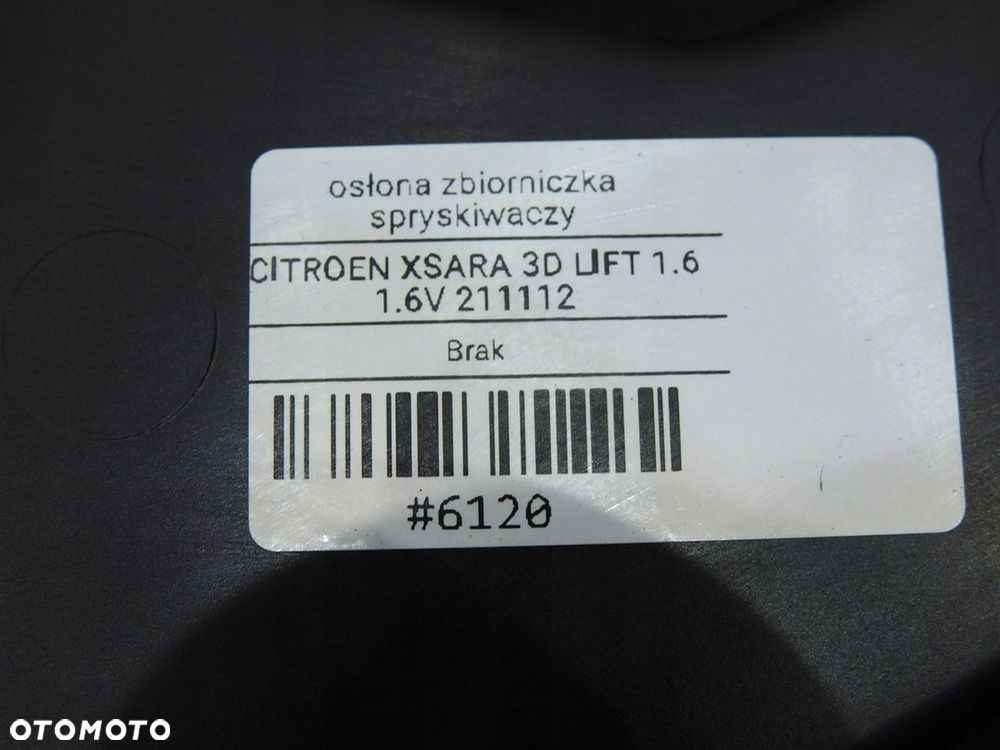 osłona zbiorniczka
spryskiwaczy
CITROEN XSARA 3D LIFT 1.6
1.6V 211112
Brak
#6120
OTOMOTO